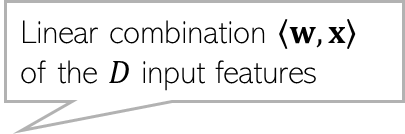 Linear combination ⟨𝐰, 𝐱⟩
of the 𝐷 input features